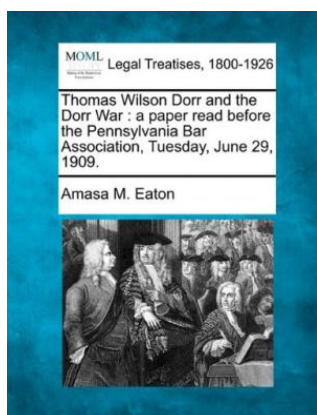 MOML
Legal Treatises, 1800-1926
Thomas Wilson Dorr and the
Dorr War : a paper read before
the Pennsylvania Bar
Association, Tuesday, June 29,
1909.
Amasa M. Eaton